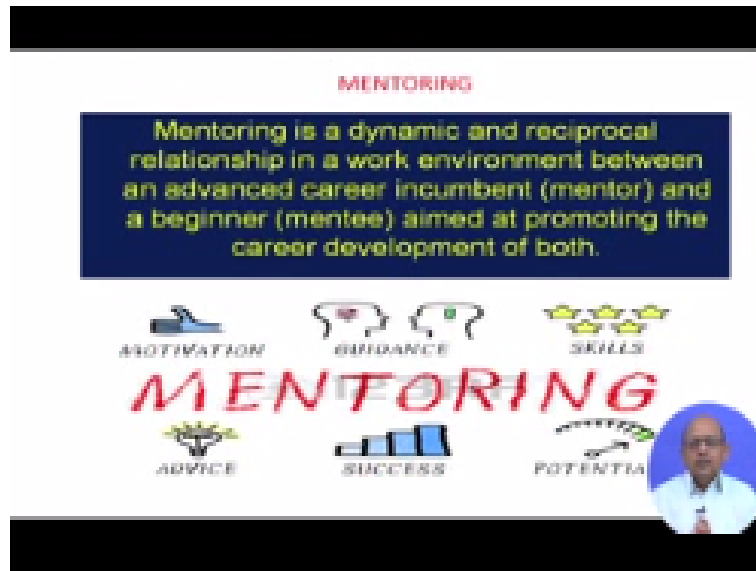 MENTORING
Mentoring is a dynamic and reciprocal
relationship in a work environment between
an advanced career incumbent (mentor) and
a beginner (mentee) aimed at promoting the
career development of both.
MOTIVATION GUIDANCE SKILLS
MENTORING
ADVICE SUCCESS POTENTIA